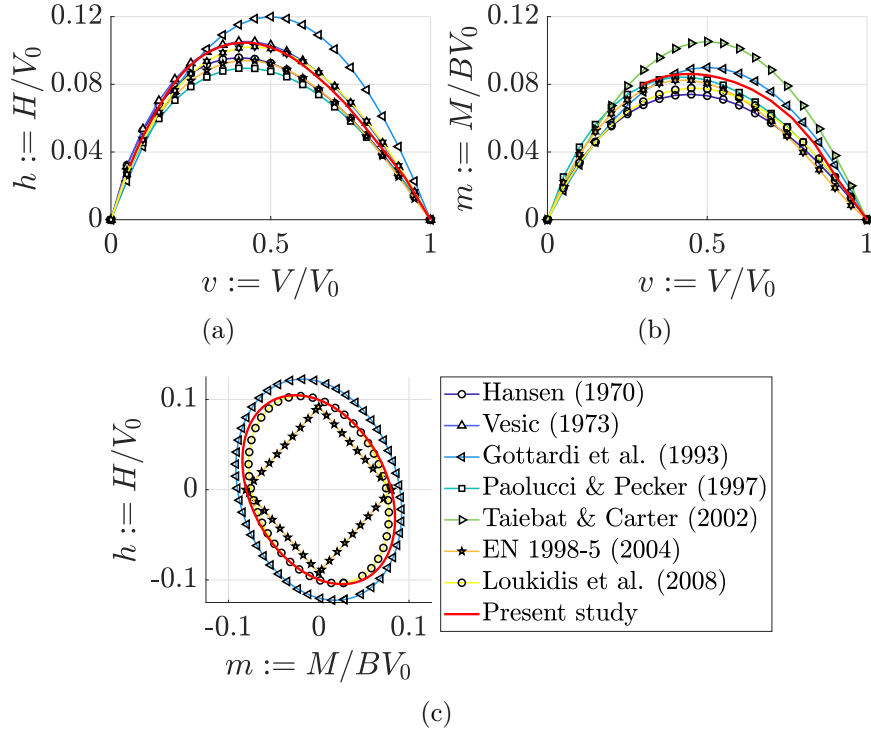 0.12
0.08
0.04
0
h := H/V₀
0 0.5 1
v := V/V₀
(a)
0.12
0.08
0.04
0
m := M/BV₀
0 0.5 1
v := V/V₀
(b)
0.1
0
-0.1
h := H/V₀
-0.1 0 0.1
m := M/BV₀
Hansen (1970)
Vesic (1973)
Gottardi et al. (1993)
Paolucci & Pecker (1997)
Taiebat & Carter (2002)
EN 1998-5 (2004)
Loukidis et al. (2008)
Present study
(c)